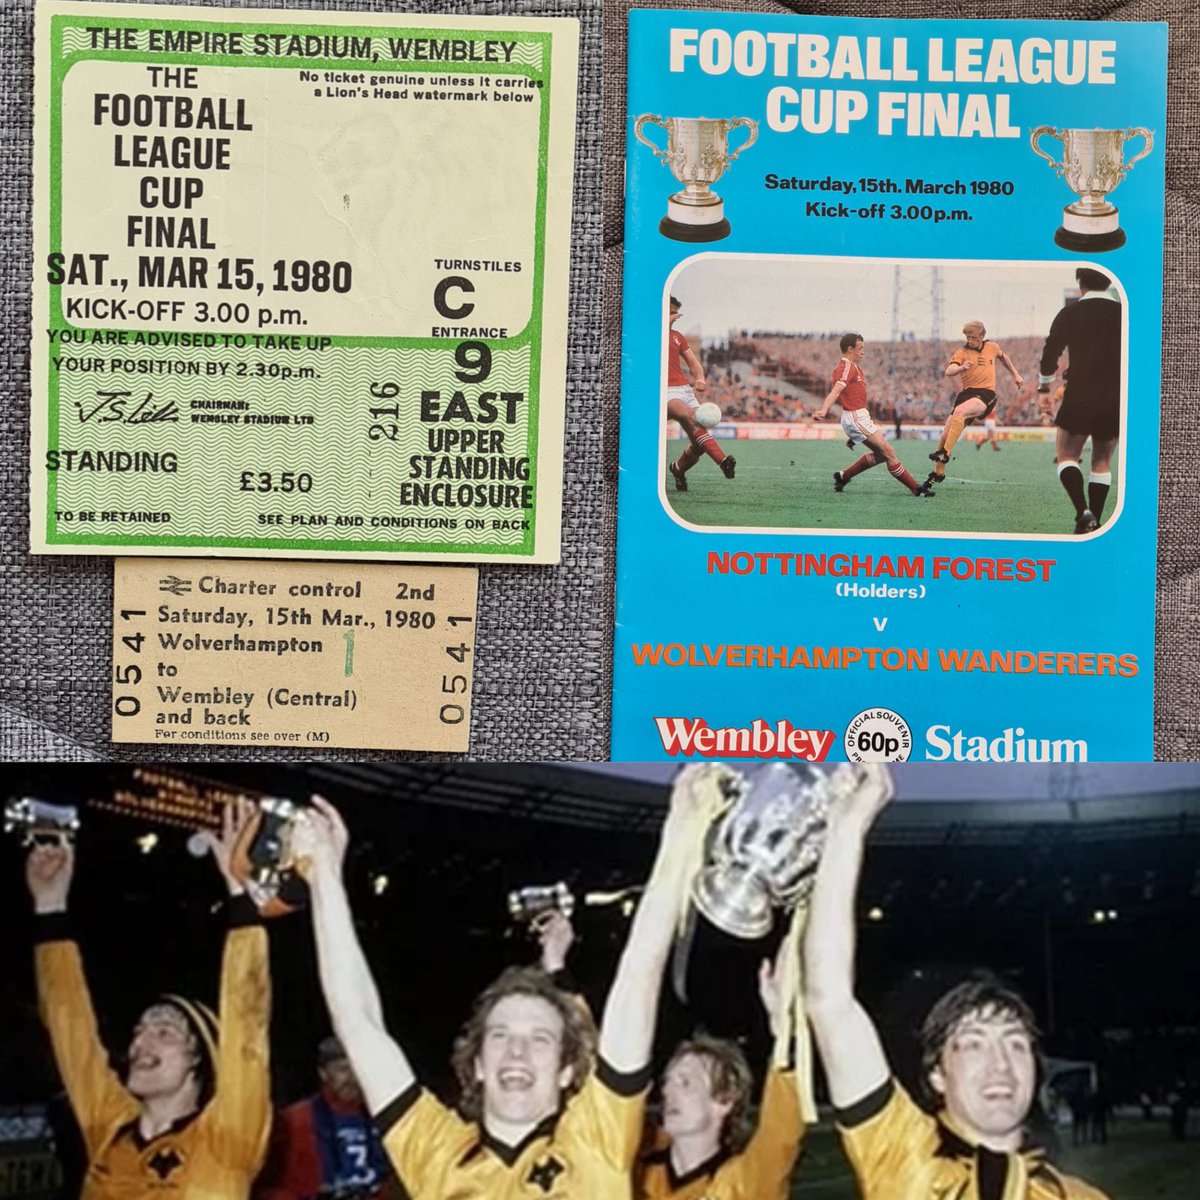 THE EMPIRE STADIUM, WEMBLEY
THE
FOOTBALL
LEAGUE
CUP
FINAL
No ticket genuine unless it carries
a Lion's Head watermark below
SAT., MAR 15, 1980
KICK-OFF 3.00 p.m.
TURNSTILES
C
ENTRANCE
9
EAST
UPPER
STANDING
ENCLOSURE
YOU ARE ADVISED TO TAKE UP
YOUR POSITION BY 2.30p.m.
CHAIRMAN:
WEMBLEY STADIUM LTD
216
STANDING
£3.50
TO BE RETAINED
SEE PLAN AND CONDITIONS ON BACK
0541
Charter control 2nd
Saturday, 15th Mar., 1980
Wolverhampton
1
to
Wembley (Central)
and back
For conditions see over (M)
0541
FOOTBALL LEAGUE
CUP FINAL
Saturday, 15th. March 1980
Kick-off 3.00p.m.
NOTTINGHAM FOREST
(Holders)
v
WOLVERHAMPTON WANDERERS
Wembley
OFFICIAL SOUVENIR
60p
Stadium
FOOTBALL LEAGUE